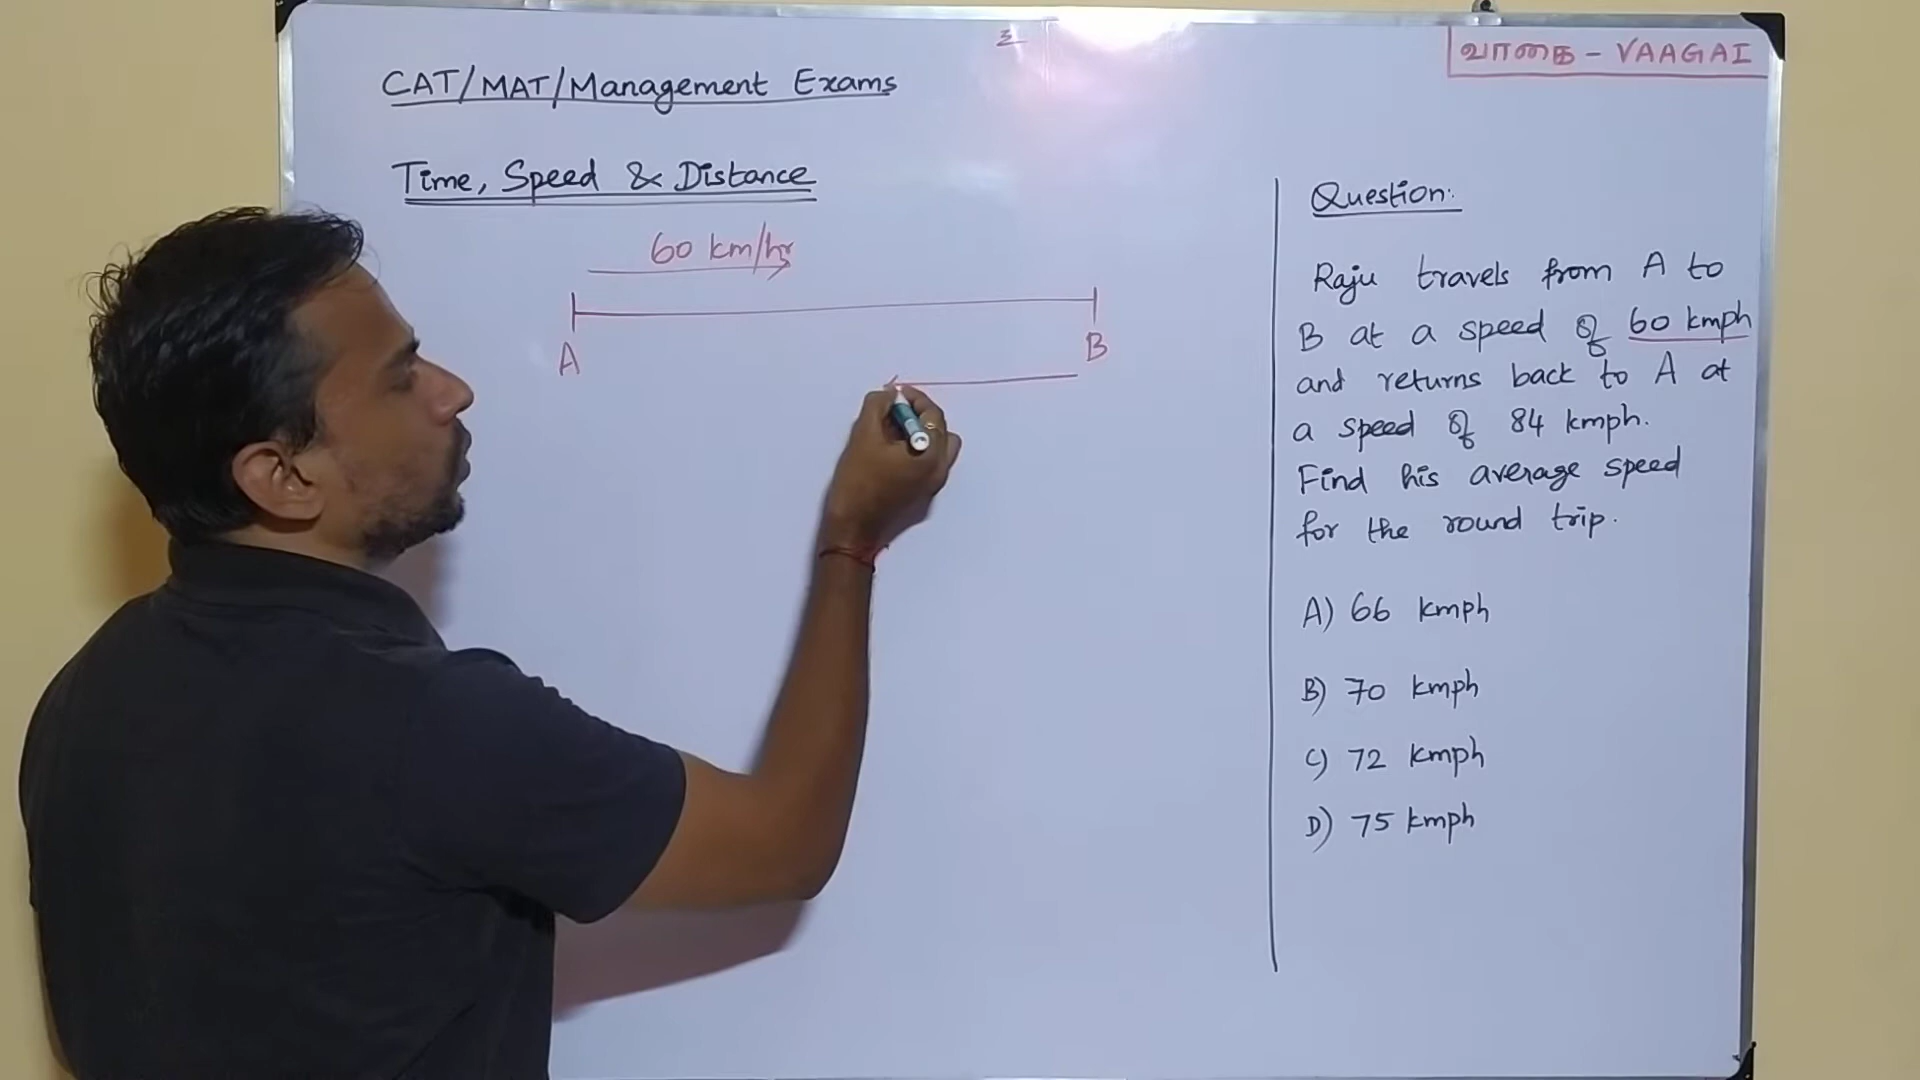 வாகை - VAAGAI
CAT/MAT/Management Exams
Time, Speed & Distance
60 km/hr
A
B
Question:
Raju travels from A to
B at a speed of 60 kmph
and returns back to A at
a speed of 84 kmph.
Find his average speed
for the round trip.
A) 66 kmph
B) 70 kmph
C) 72 kmph
D) 75 kmph